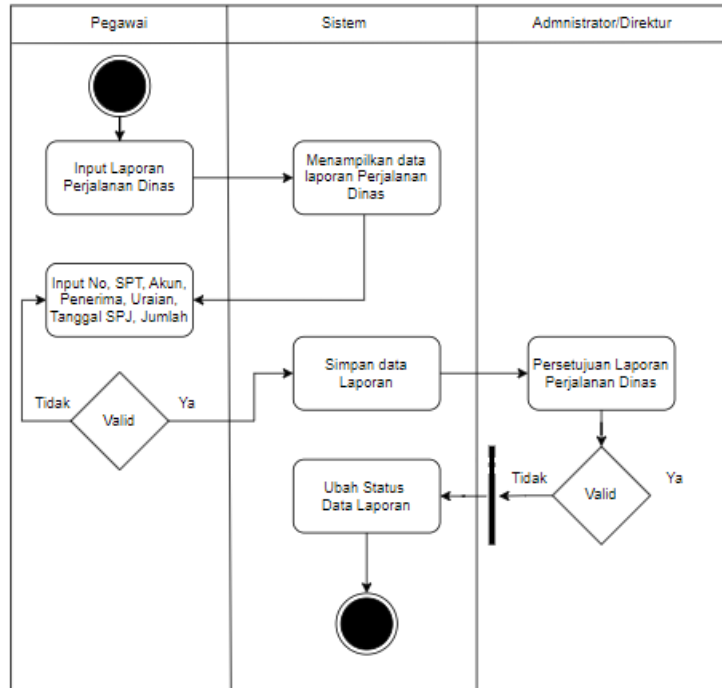 Pegawai
Sistem
Admnistrator/Direktur
Input Laporan
Perjalanan Dinas
Menampilkan data
laporan Perjalanan
Dinas
Input No, SPT, Akun,
Penerima, Uraian,
Tanggal SPJ, Jumlah
Simpan data
Laporan
Persetujuan Laporan
Perjalanan Dinas
Tidak
Valid
Ya
Ubah Status
Data Laporan
Tidak
Valid
Ya